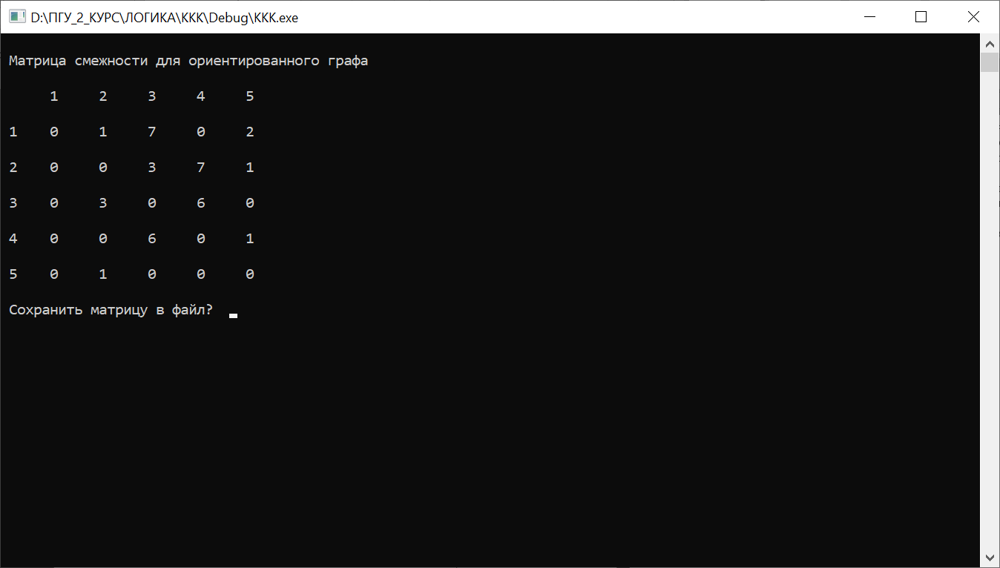 D:\ПГУ_2_КУРС\ЛОГИКА\ККК\Debug\KKK.exe
Матрица смежности для ориентированного графа
1 2 3 4 5
1 0 1 7 0 2
2 0 0 3 7 1
3 0 3 0 6 0
4 0 0 6 0 1
5 0 1 0 0 0
Сохранить матрицу в файл?